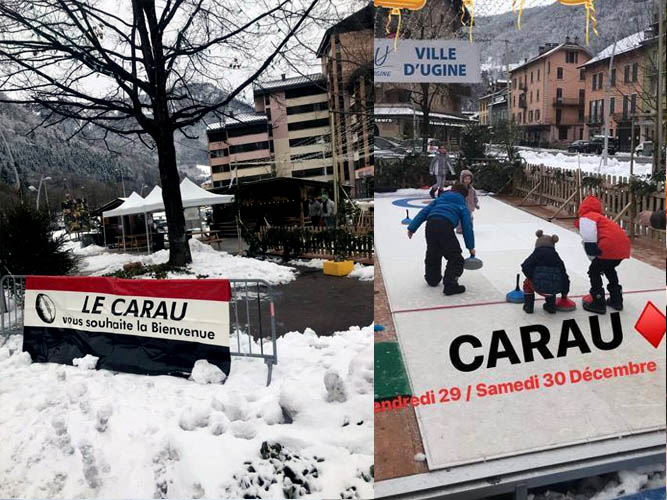 LE CARAU
vous souhaite la Bienvenue
VILLE
D'UGINE
CARAU
endredi 29 / Samedi 30 Décembre